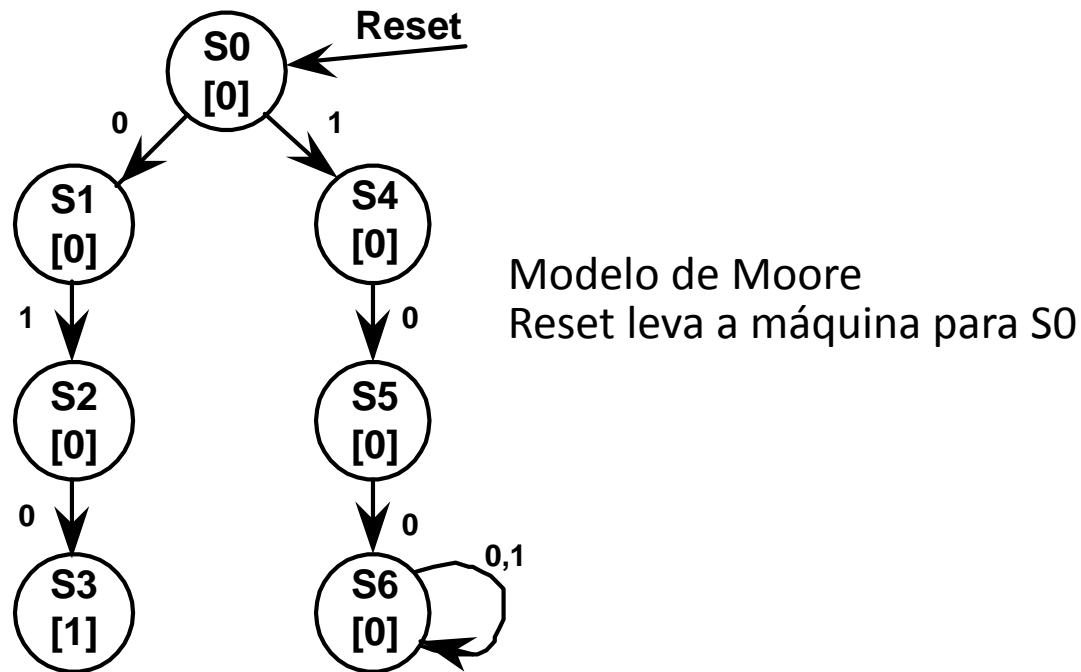 Reset
S0
[0]
0
1
S1
[0]
S4
[0]
Modelo de Moore
Reset leva a máquina para S0
1
0
S2
[0]
S5
[0]
0
0
0,1
S3
[1]
S6
[0]